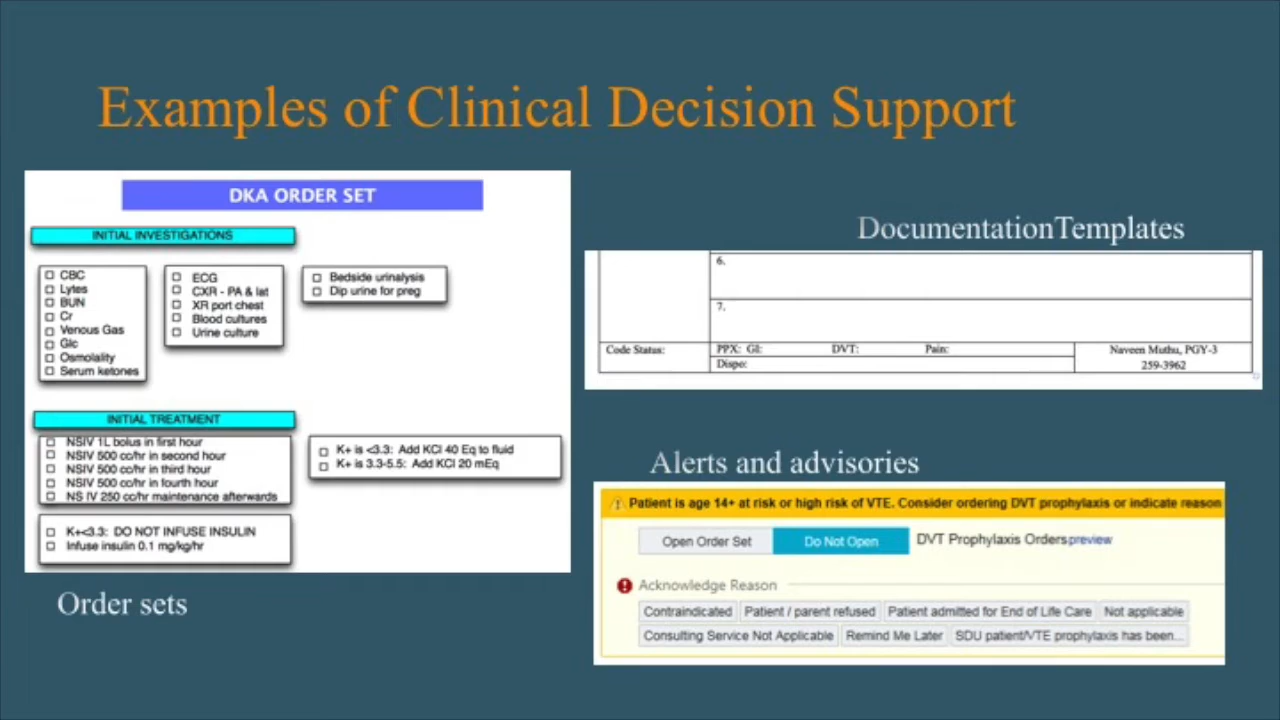 Examples of Clinical Decision Support
DKA ORDER SET
INITIAL INVESTIGATIONS
CBC
Lytes
BUN
Cr
Venous Gas
Glc
Osmolality
Serum ketones
ECG
CXR - PA & lat
XR port chest
Blood cultures
Urine culture
Bedside urinalysis
Dip urine for preg
INITIAL TREATMENT
NSIV 1L bolus in first hour
NSIV 500 cc/hr in second hour
NSIV 500 cc/hr in third hour
NSIV 500 cc/hr in fourth hour
NS IV 250 cc/hr maintenance afterwards
K+ is <3.3: Add KCl 40 Eq to fluid
K+ is 3.3-5.5: Add KCl 20 mEq
K+<3.3: DO NOT INFUSE INSULIN
Infuse insulin 0.1 mg/kg/hr
Order sets
DocumentationTemplates
6.
7.
Code Status:
PPX: GI: DVT: Pain:
Dispo:
Naveen Muthu, PGY-3
259-3962
Alerts and advisories
Patient is age 14+ at risk or high risk of VTE. Consider ordering DVT prophylaxis or indicate reason
Open Order Set Do Not Open DVT Prophylaxis Orders preview
Acknowledge Reason
Contraindicated Patient / parent refused Patient admitted for End of Life Care Not applicable
Consulting Service Not Applicable Remind Me Later SDU patient/VTE prophylaxis has been...